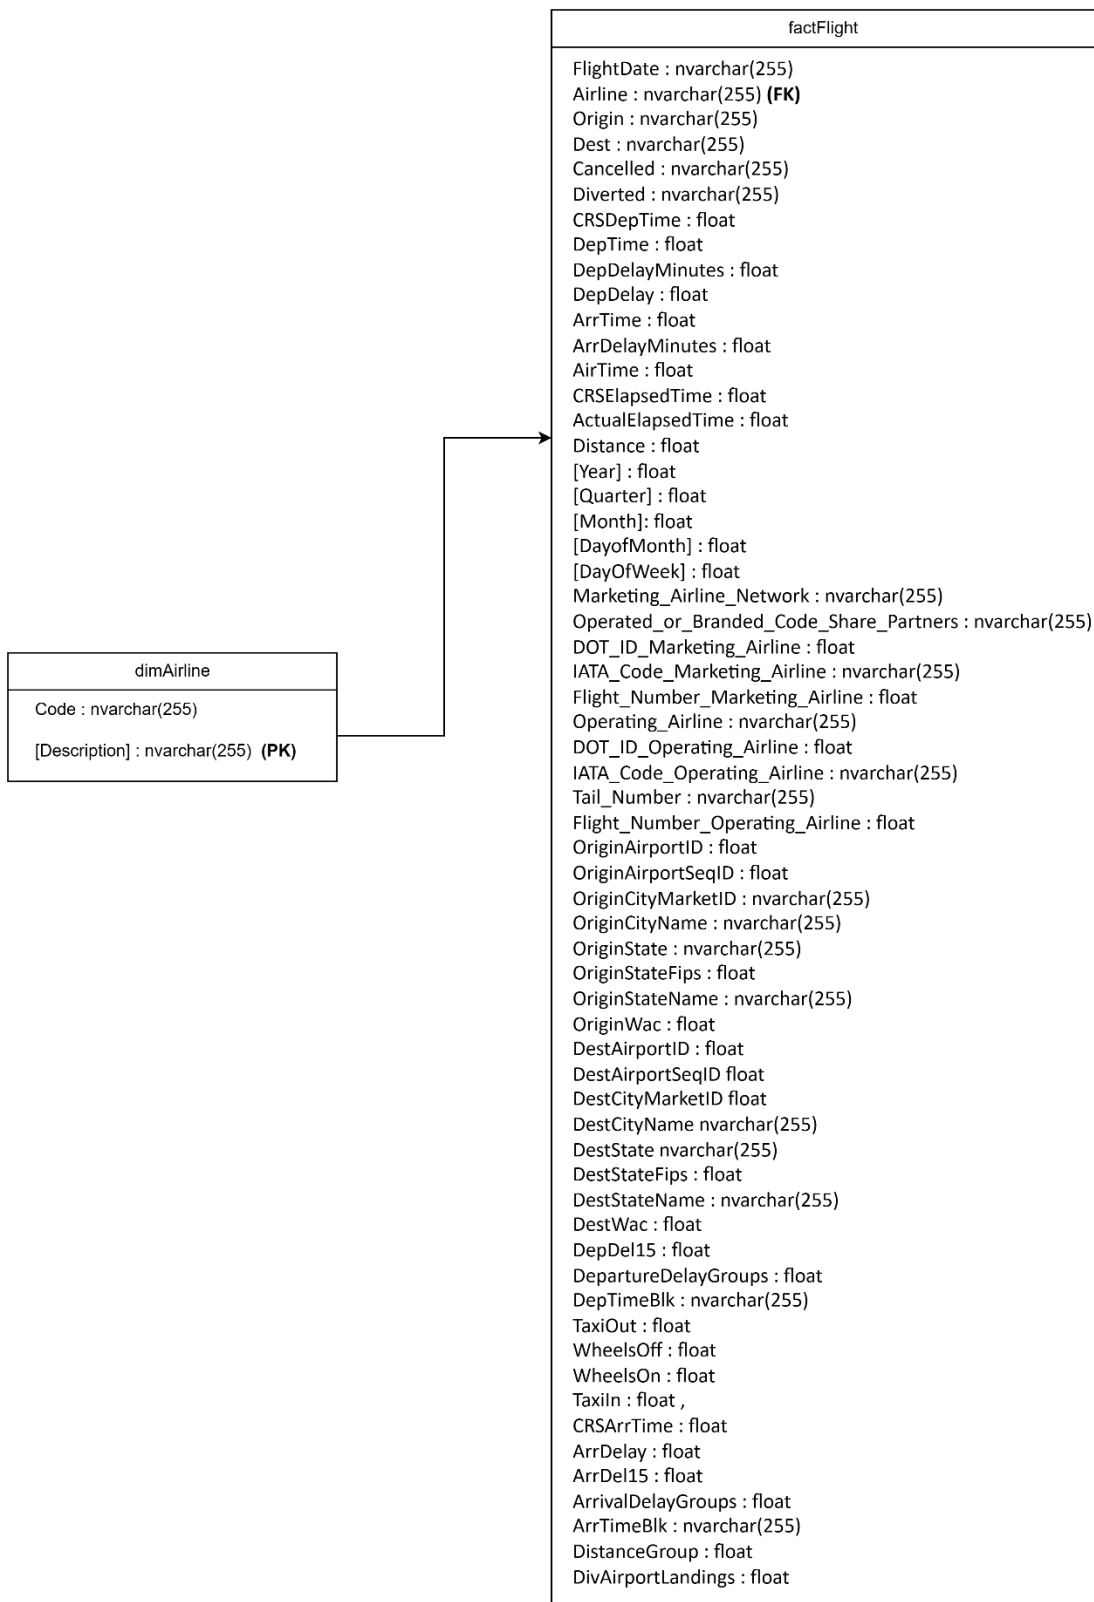 factFlight
FlightDate : nvarchar(255)
Airline : nvarchar(255) (FK)
Origin : nvarchar(255)
Dest : nvarchar(255)
Cancelled : nvarchar(255)
Diverted : nvarchar(255)
CRSDepTime : float
DepTime : float
DepDelayMinutes : float
DepDelay : float
ArrTime : float
ArrDelayMinutes : float
AirTime : float
CRSElapsedTime : float
ActualElapsedTime : float
Distance : float
[Year] : float
[Quarter] : float
[Month]: float
[DayofMonth] : float
[DayOfWeek] : float
Marketing_Airline_Network : nvarchar(255)
Operated_or_Branded_Code_Share_Partners : nvarchar(255)
DOT_ID_Marketing_Airline : float
IATA_Code_Marketing_Airline : nvarchar(255)
Flight_Number_Marketing_Airline : float
Operating_Airline : nvarchar(255)
DOT_ID_Operating_Airline : float
IATA_Code_Operating_Airline : nvarchar(255)
Tail_Number : nvarchar(255)
Flight_Number_Operating_Airline : float
OriginAirportID : float
OriginAirportSeqID : float
OriginCityMarketID : nvarchar(255)
OriginCityName : nvarchar(255)
OriginState : nvarchar(255)
OriginStateFips : float
OriginStateName : nvarchar(255)
OriginWac : float
DestAirportID : float
DestAirportSeqID float
DestCityMarketID float
DestCityName nvarchar(255)
DestState nvarchar(255)
DestStateFips : float
DestStateName : nvarchar(255)
DestWac : float
DepDel15 : float
DepartureDelayGroups : float
DepTimeBlk : nvarchar(255)
TaxiOut : float
WheelsOff : float
WheelsOn : float
TaxiIn : float ,
CRSArrTime : float
ArrDelay : float
ArrDel15 : float
ArrivalDelayGroups : float
ArrTimeBlk : nvarchar(255)
DistanceGroup : float
DivAirportLandings : float
dimAirline
Code : nvarchar(255)
[Description] : nvarchar(255) (PK)